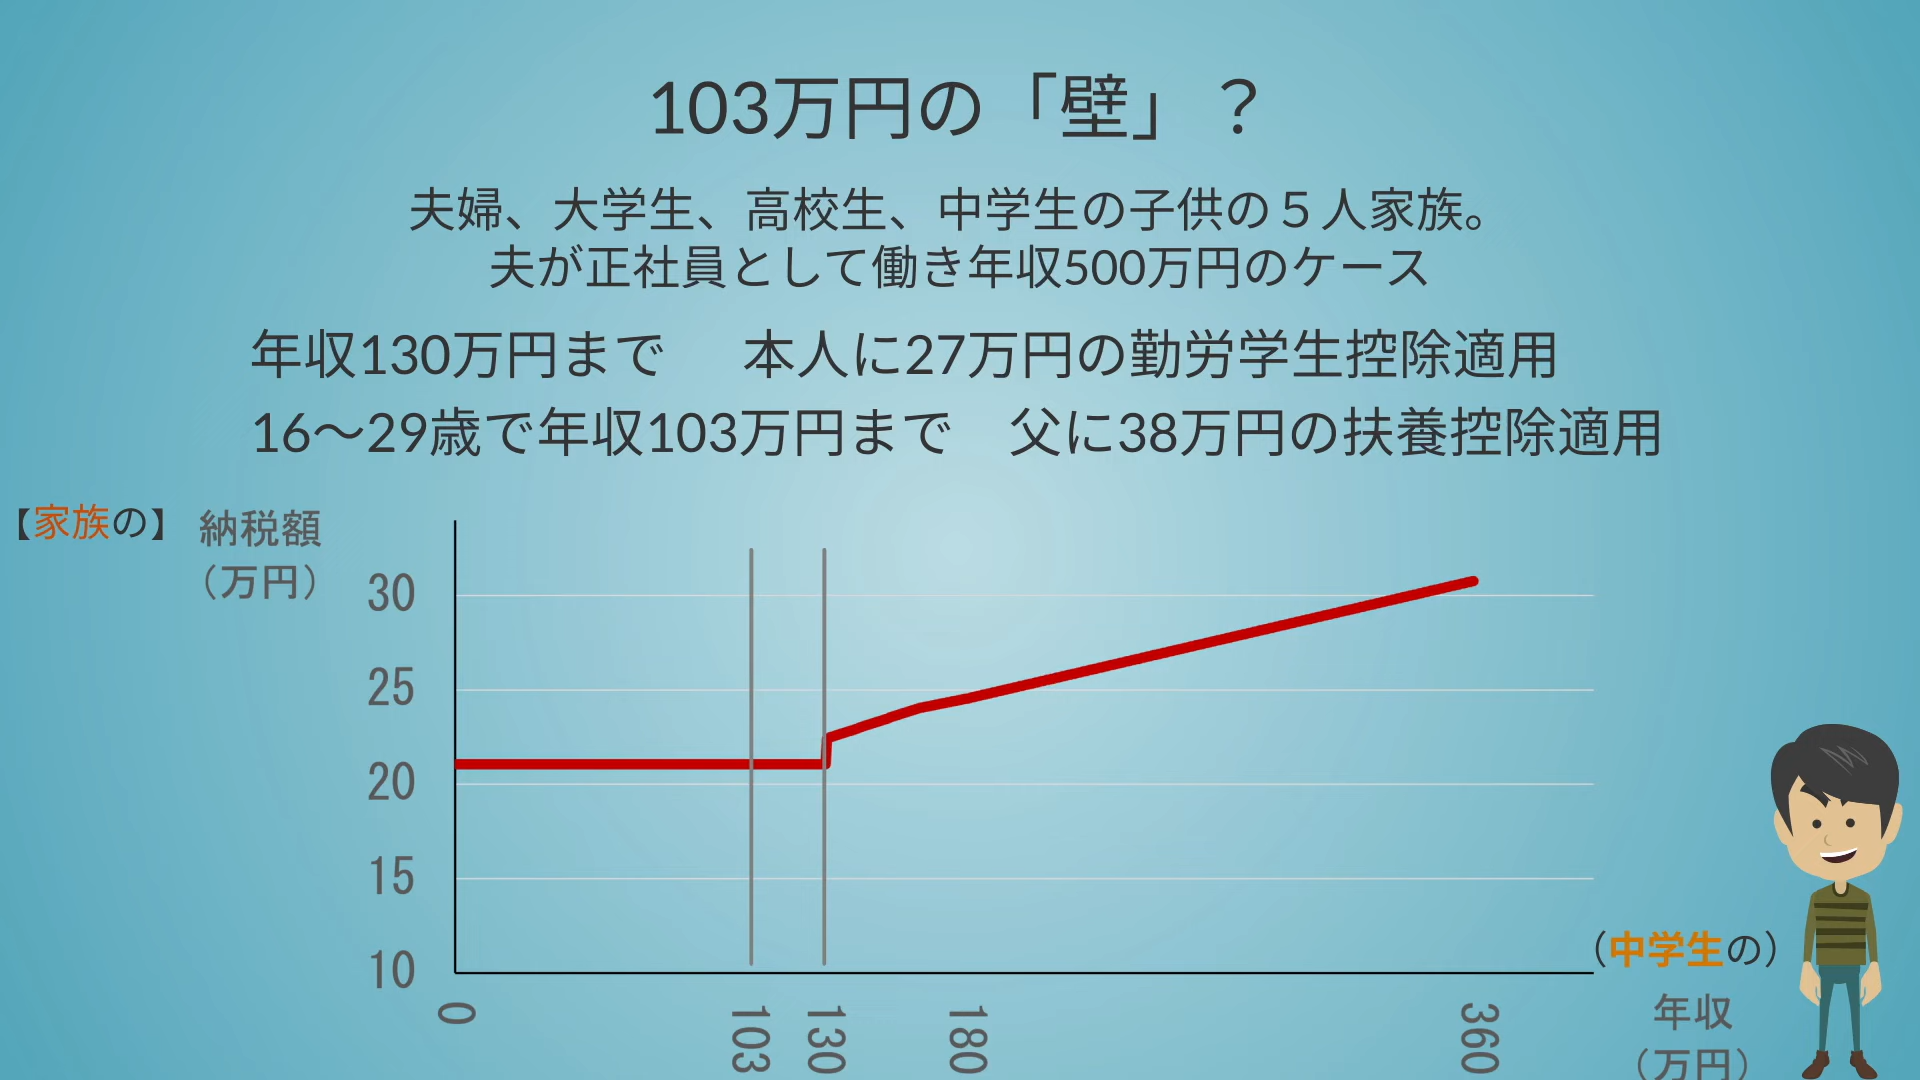 103万円の「壁」？
夫婦、大学生、高校生、中学生の子供の５人家族。
夫が正社員として働き年収500万円のケース
年収130万円まで　本人に27万円の勤労学生控除適用
16～29歳で年収103万円まで　父に38万円の扶養控除適用
【家族の】 納税額
（万円）
30
25
20
15
10
0 103 130 180 360
（中学生の）
年収
（万円）